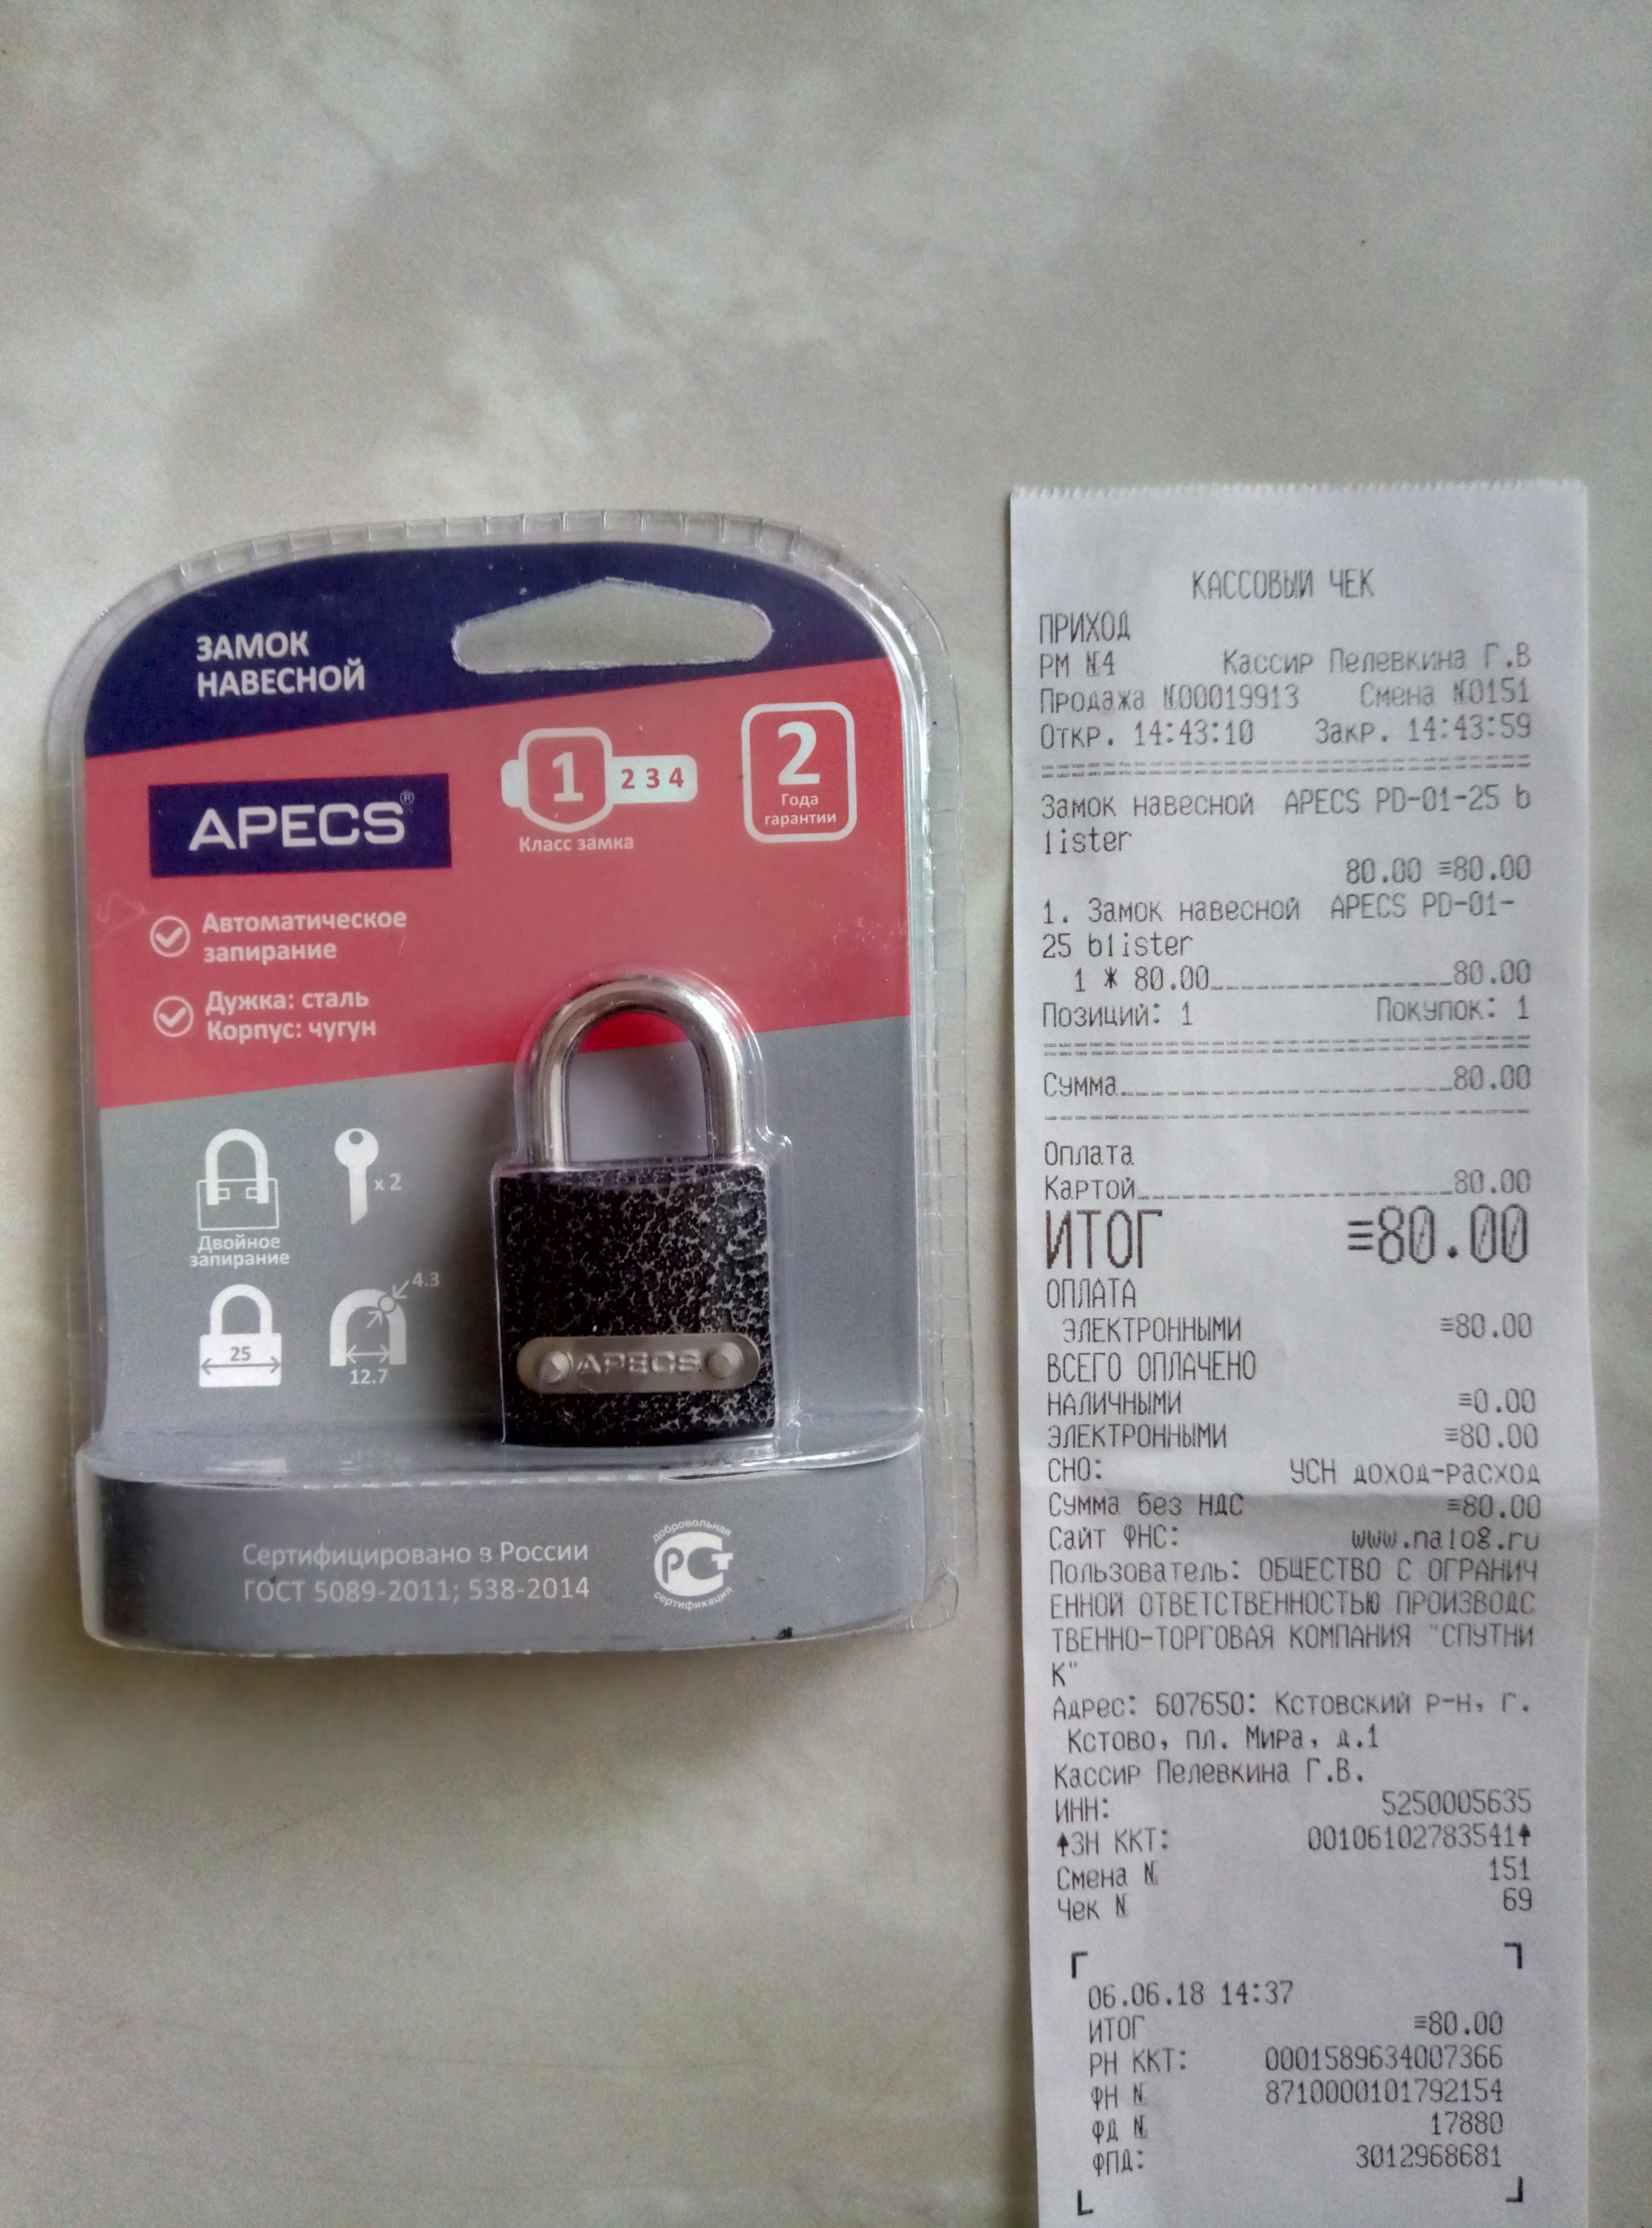 ЗАМОК
НАВЕСНОЙ
APECS®
1 2 3 4
Класс замка
2
Года
гарантии
Автоматическое
запирание
Дужка: сталь
Корпус: чугун
Двойное
запирание
x 2
25
4.3
12.7
APECS
Сертифицировано в России
ГОСТ 5089-2011; 538-2014
добровольная
РСТ
сертификация
КАССОВЫЙ ЧЕК
ПРИХОД
РМ №4 Кассир Пелевкина Г.В
Продажа №00019913 Смена №0151
Откр. 14:43:10 Закр. 14:43:59
Замок навесной APECS PD-01-25 b
lister
80.00 ≡80.00
1. Замок навесной APECS PD-01-
25 blister
1 * 80.00 80.00
Позиций: 1 Покупок: 1
Сумма 80.00
Оплата
Картой 80.00
ИТОГ ≡80.00
ОПЛАТА
ЭЛЕКТРОННЫМИ ≡80.00
ВСЕГО ОПЛАЧЕНО
НАЛИЧНЫМИ ≡0.00
ЭЛЕКТРОННЫМИ ≡80.00
СНО: УСН доход-расход
Сумма без НДС ≡80.00
Сайт ФНС: www.nalog.ru
Пользователь: ОБЩЕСТВО С ОГРАНИЧ
ЕННОЙ ОТВЕТСТВЕННОСТЬЮ ПРОИЗВОДС
ТВЕННО-ТОРГОВАЯ КОМПАНИЯ "СПУТНИ
К"
Адрес: 607650: Кстовский р-н, г.
Кстово, пл. Мира, д.1
Кассир Пелевкина Г.В.
ИНН: 5250005635
↑ЗН ККТ: 00106102783541↑
Смена № 151
Чек № 69
06.06.18 14:37
ИТОГ ≡80.00
РН ККТ: 0001589634007366
ФН № 8710000101792154
ФД № 17880
ФПД: 3012968681